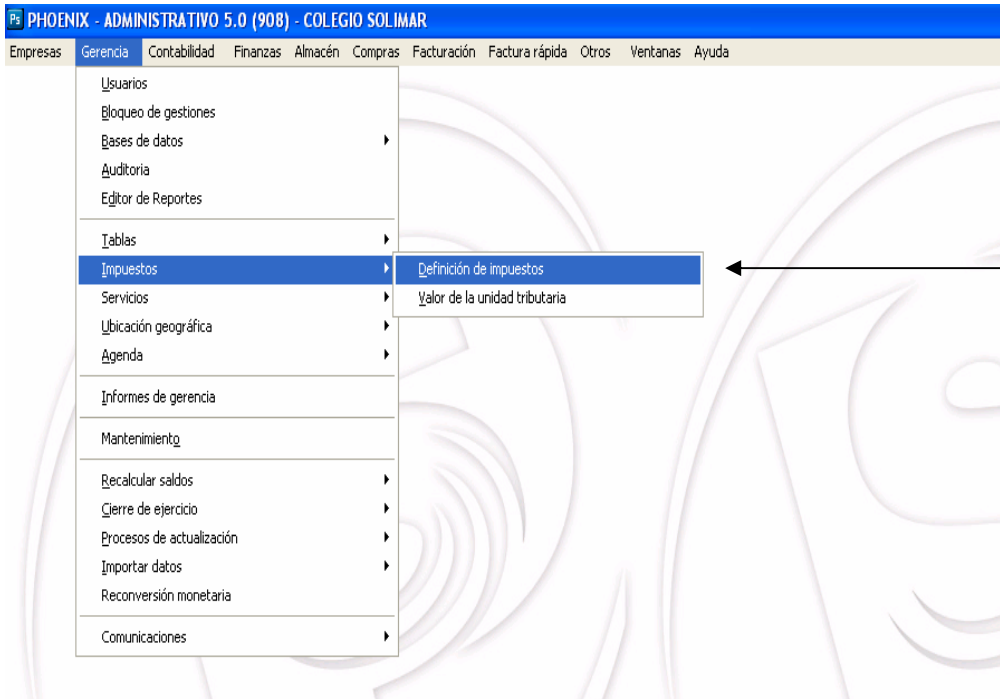 Ps PHOENIX - ADMINISTRATIVO 5.0 (908) - COLEGIO SOLIMAR
Empresas Gerencia Contabilidad Finanzas Almacén Compras Facturación Factura rápida Otros Ventanas Ayuda
Usuarios
Bloqueo de gestiones
Bases de datos
Auditoria
Editor de Reportes
Tablas
Impuestos
Definición de impuestos
Valor de la unidad tributaria
Servicios
Ubicación geográfica
Agenda
Informes de gerencia
Mantenimiento
Recalcular saldos
Cierre de ejercicio
Procesos de actualización
Importar datos
Reconversión monetaria
Comunicaciones